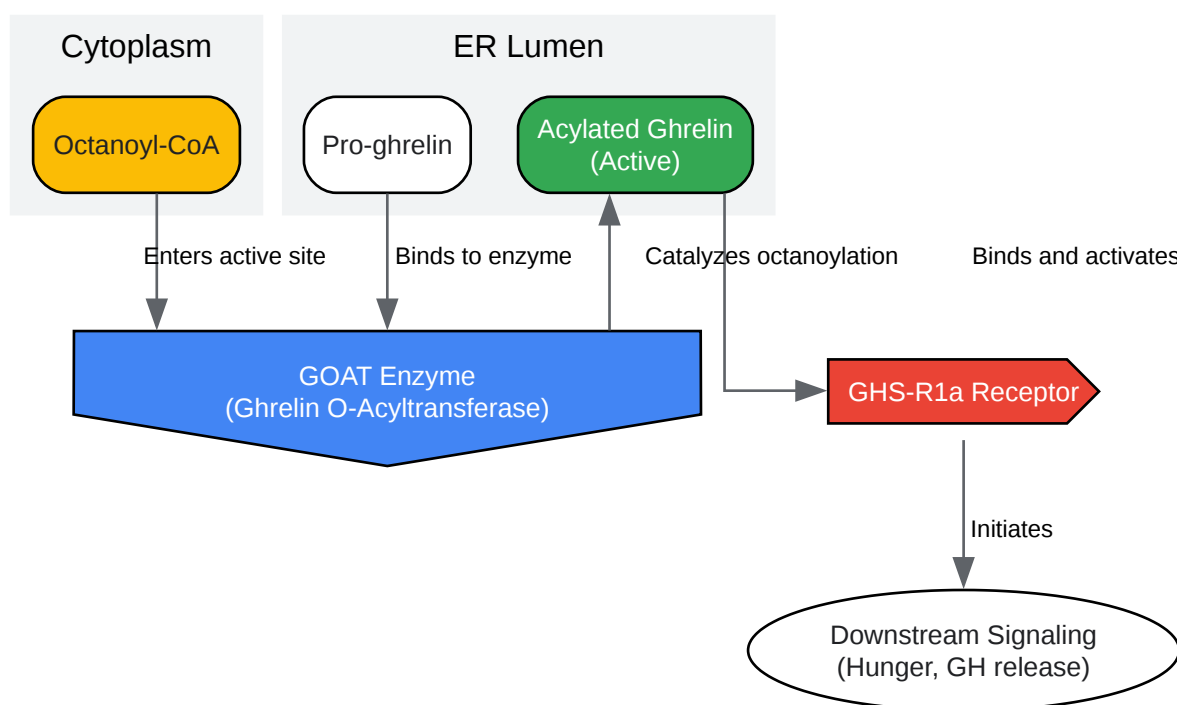 Cytoplasm
ER Lumen
Octanoyl-CoA
Pro-ghrelin
Acylated Ghrelin
(Active)
Enters active site
Binds to enzyme
Catalyzes octanoylation
Binds and activates
GOAT Enzyme
(Ghrelin O-Acyltransferase)
GHS-R1a Receptor
Initiates
Downstream Signaling
(Hunger, GH release)